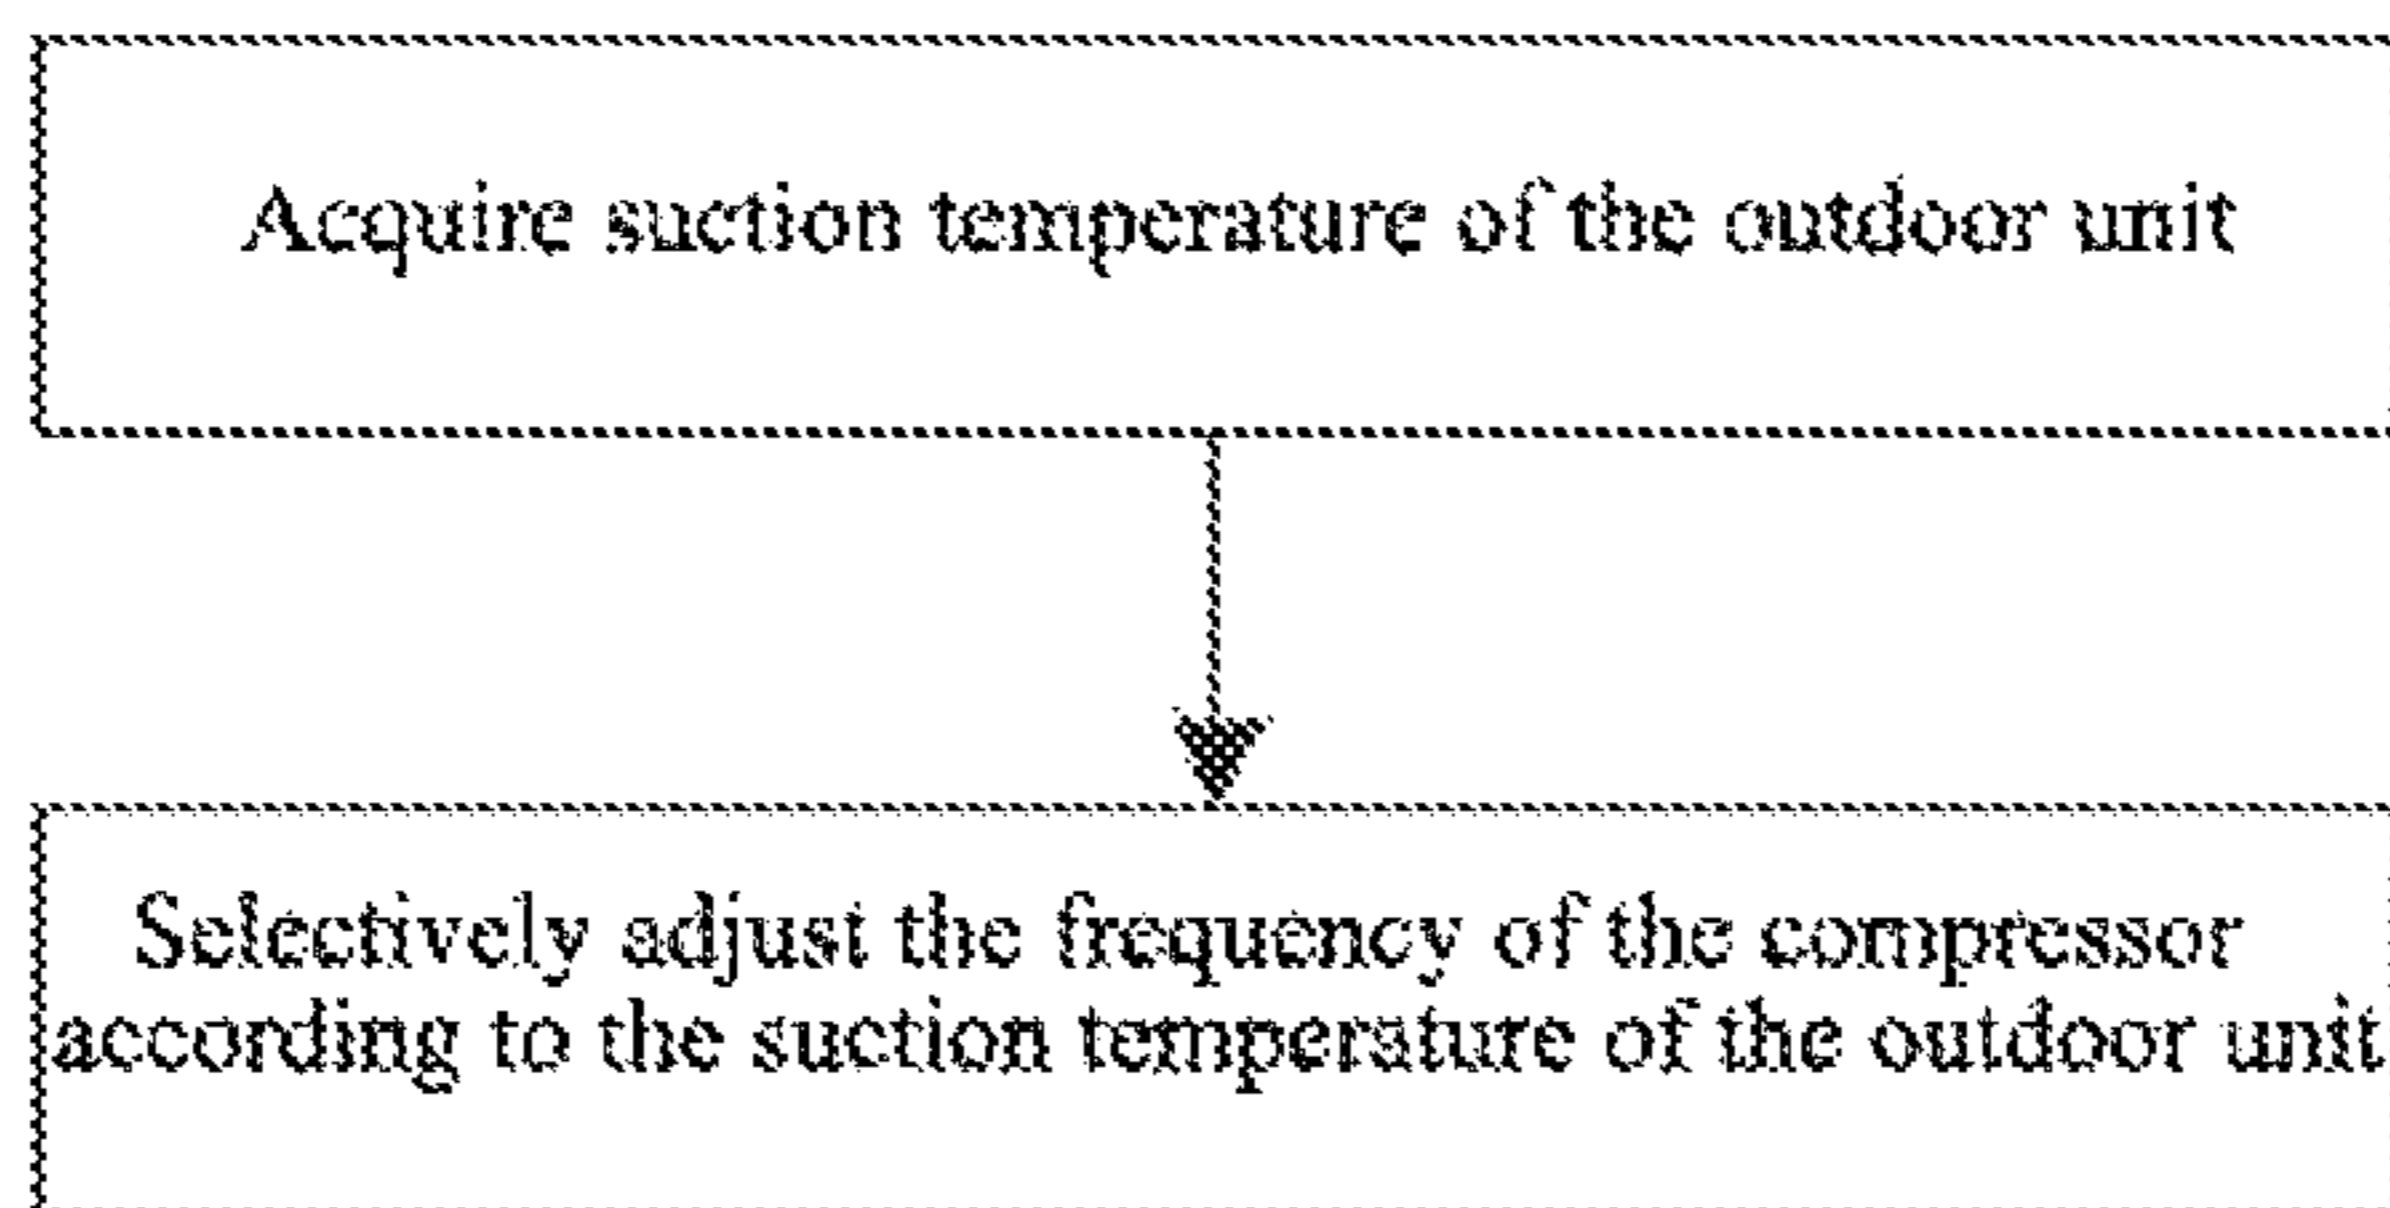 Acquire suction temperature of the outdoor unit
Selectively adjust the frequency of the compressor
according to the suction temperature of the outdoor unit